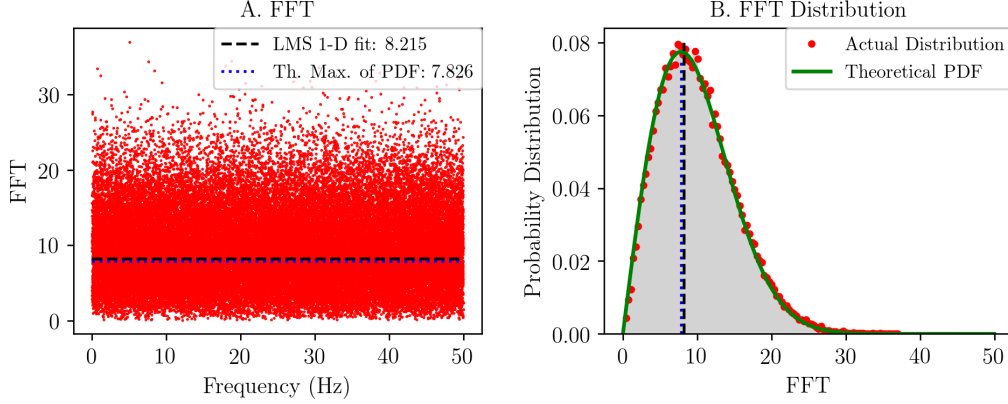 A. FFT
LMS 1-D fit: 8.215
Th. Max. of PDF: 7.826
FFT
30
20
10
0
0
10
20
30
40
50
Frequency (Hz)
B. FFT Distribution
Actual Distribution
Theoretical PDF
Probability Distribution
0.08
0.06
0.04
0.02
0.00
0
10
20
30
40
50
FFT